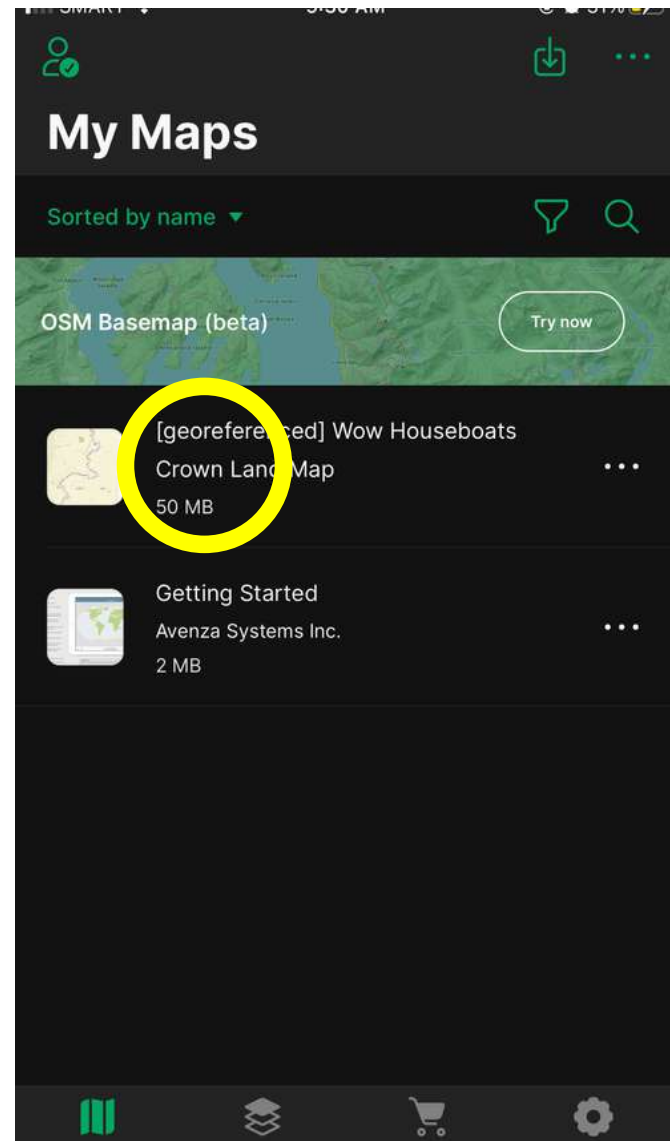 My Maps
Sorted by name
OSM Basemap (beta)
Try now
[georeferenced] Wow Houseboats
Crown Land Map
50 MB
Getting Started
Avenza Systems Inc.
2 MB